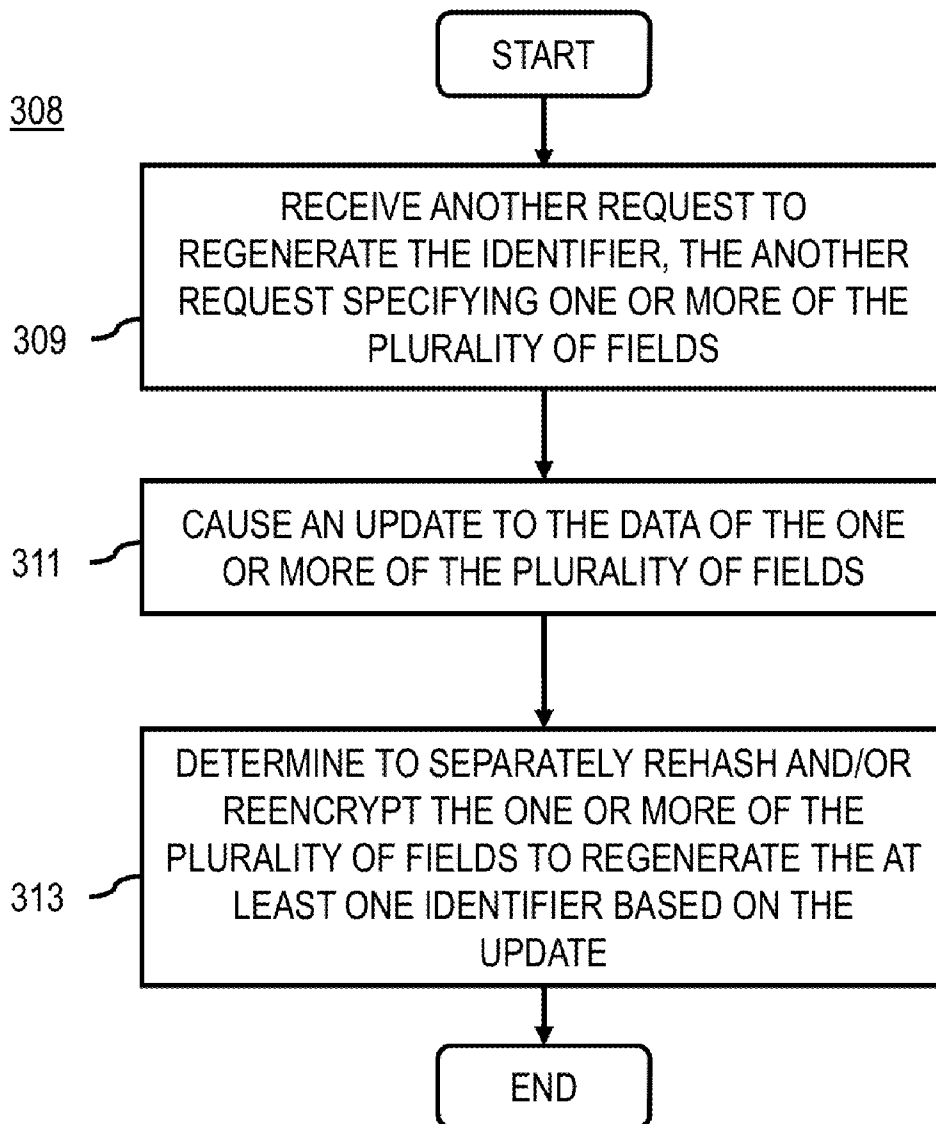 START
308
RECEIVE ANOTHER REQUEST TO
REGENERATE THE IDENTIFIER, THE ANOTHER
REQUEST SPECIFYING ONE OR MORE OF THE
PLURALITY OF FIELDS
309
CAUSE AN UPDATE TO THE DATA OF THE ONE
OR MORE OF THE PLURALITY OF FIELDS
311
DETERMINE TO SEPARATELY REHASH AND/OR
REENCRYPT THE ONE OR MORE OF THE
PLURALITY OF FIELDS TO REGENERATE THE AT
LEAST ONE IDENTIFIER BASED ON THE
UPDATE
313
END